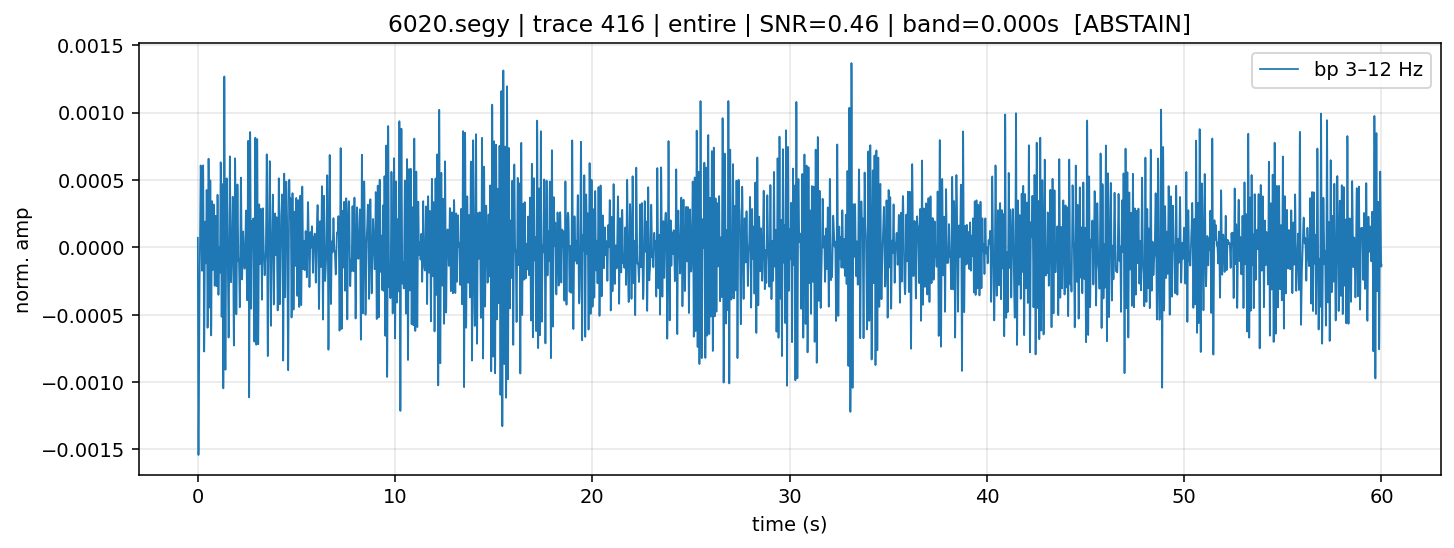 6020.segy | trace 416 | entire | SNR=0.46 | band=0.000s  [ABSTAIN]
bp 3–12 Hz
norm. amp
0.0015
0.0010
0.0005
0.0000
−0.0005
−0.0010
−0.0015
0 10 20 30 40 50 60
time (s)